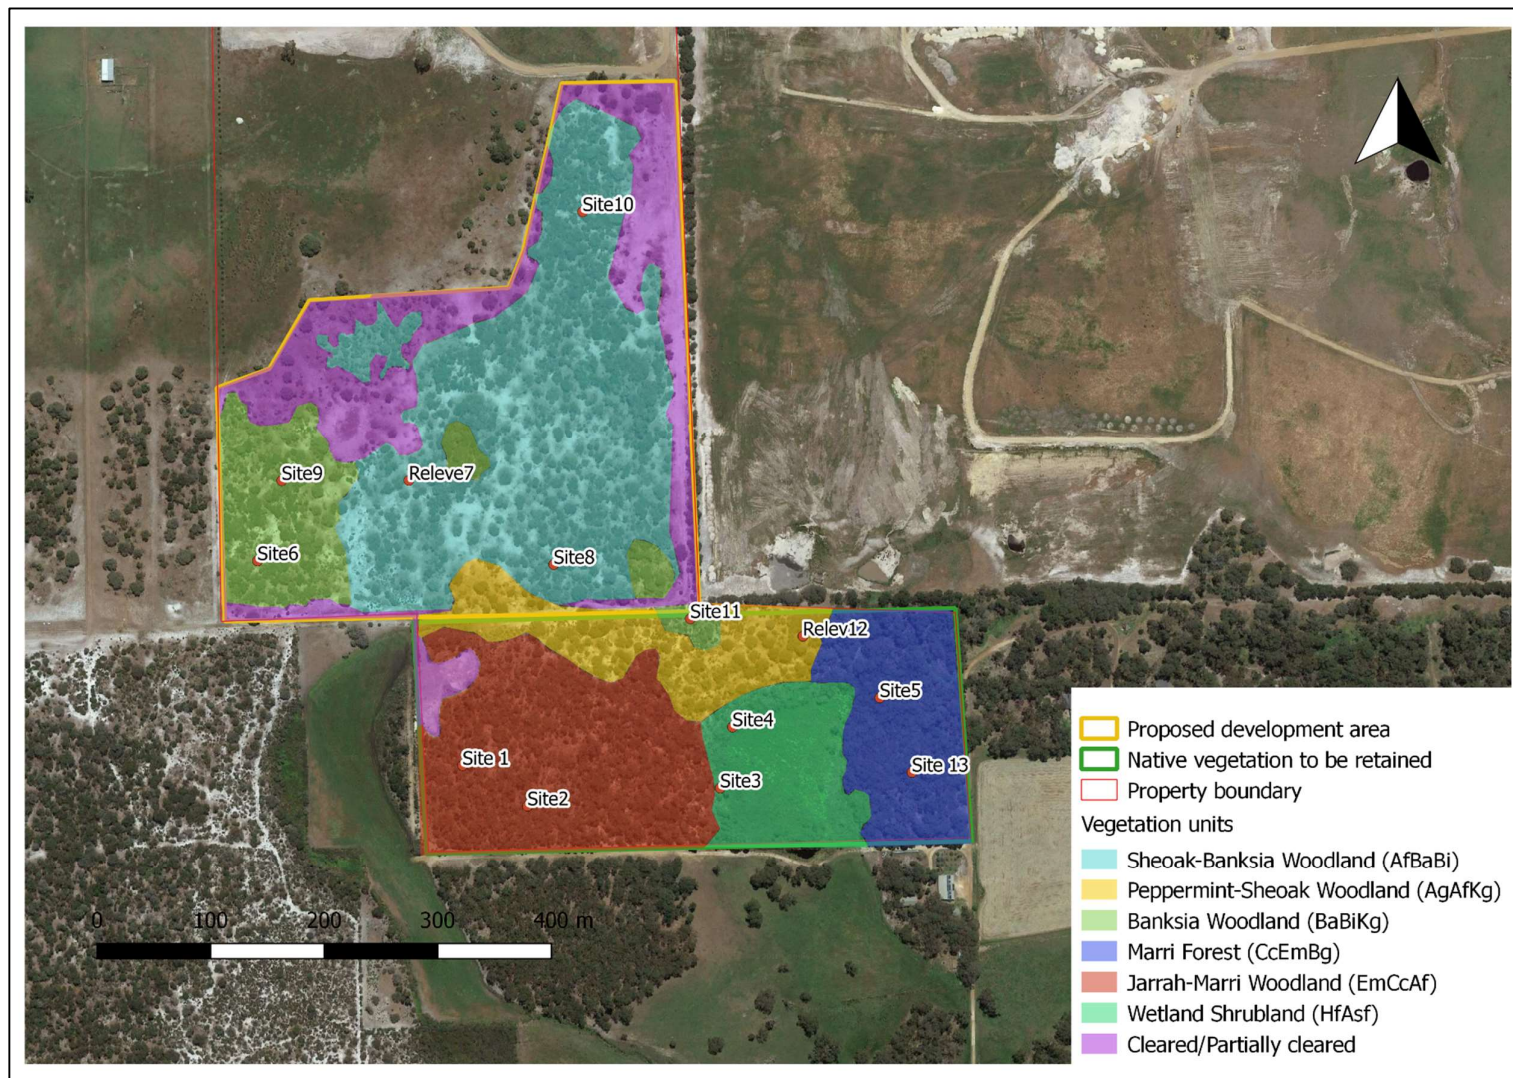 Site10
Site9
Releve7
Site6
Site8
Site11
Relev12
Site5
Site4
Site 1
Site 13
Site3
Site2
0 100 200 300 400 m
Proposed development area
Native vegetation to be retained
Property boundary
Vegetation units
Sheoak-Banksia Woodland (AfBaBi)
Peppermint-Sheoak Woodland (AgAfKg)
Banksia Woodland (BaBiKg)
Marri Forest (CcEmBg)
Jarrah-Marri Woodland (EmCcAf)
Wetland Shrubland (HfAsf)
Cleared/Partially cleared